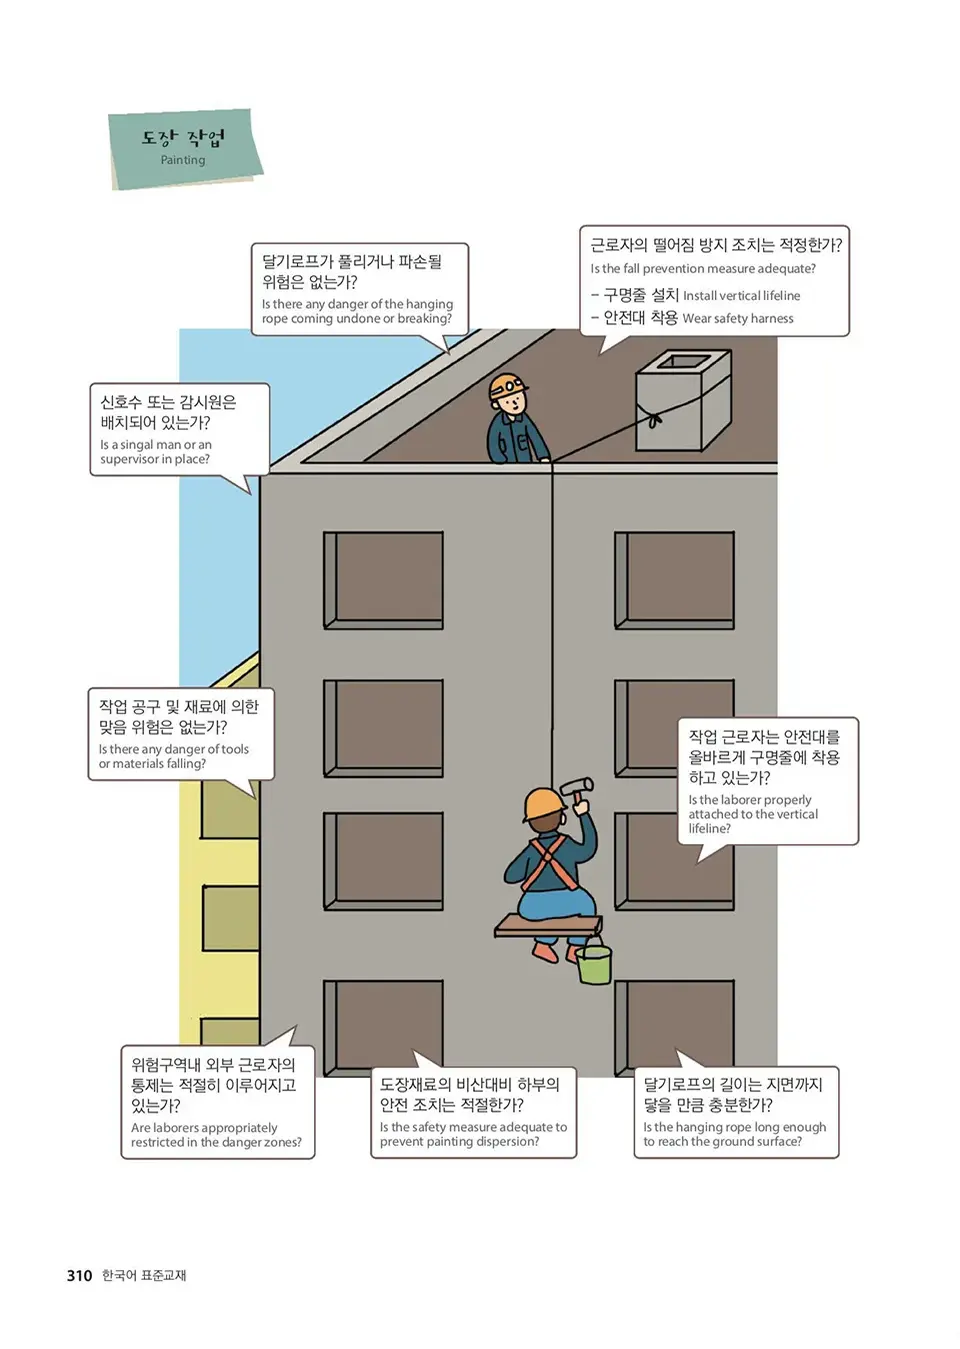 도장 작업
Painting
달기로프가 풀리거나 파손될
위험은 없는가?
Is there any danger of the hanging
rope coming undone or breaking?
근로자의 떨어짐 방지 조치는 적정한가?
Is the fall prevention measure adequate?
– 구명줄 설치 Install vertical lifeline
– 안전대 착용 Wear safety harness
신호수 또는 감시원은
배치되어 있는가?
Is a singal man or an
supervisor in place?
작업 공구 및 재료에 의한
맞음 위험은 없는가?
Is there any danger of tools
or materials falling?
작업 근로자는 안전대를
올바르게 구명줄에 착용
하고 있는가?
Is the laborer properly
attached to the vertical
lifeline?
위험구역내 외부 근로자의
통제는 적절히 이루어지고
있는가?
Are laborers appropriately
restricted in the danger zones?
도장재료의 비산대비 하부의
안전 조치는 적절한가?
Is the safety measure adequate to
prevent painting dispersion?
달기로프의 길이는 지면까지
닿을 만큼 충분한가?
Is the hanging rope long enough
to reach the ground surface?
310 한국어 표준교재